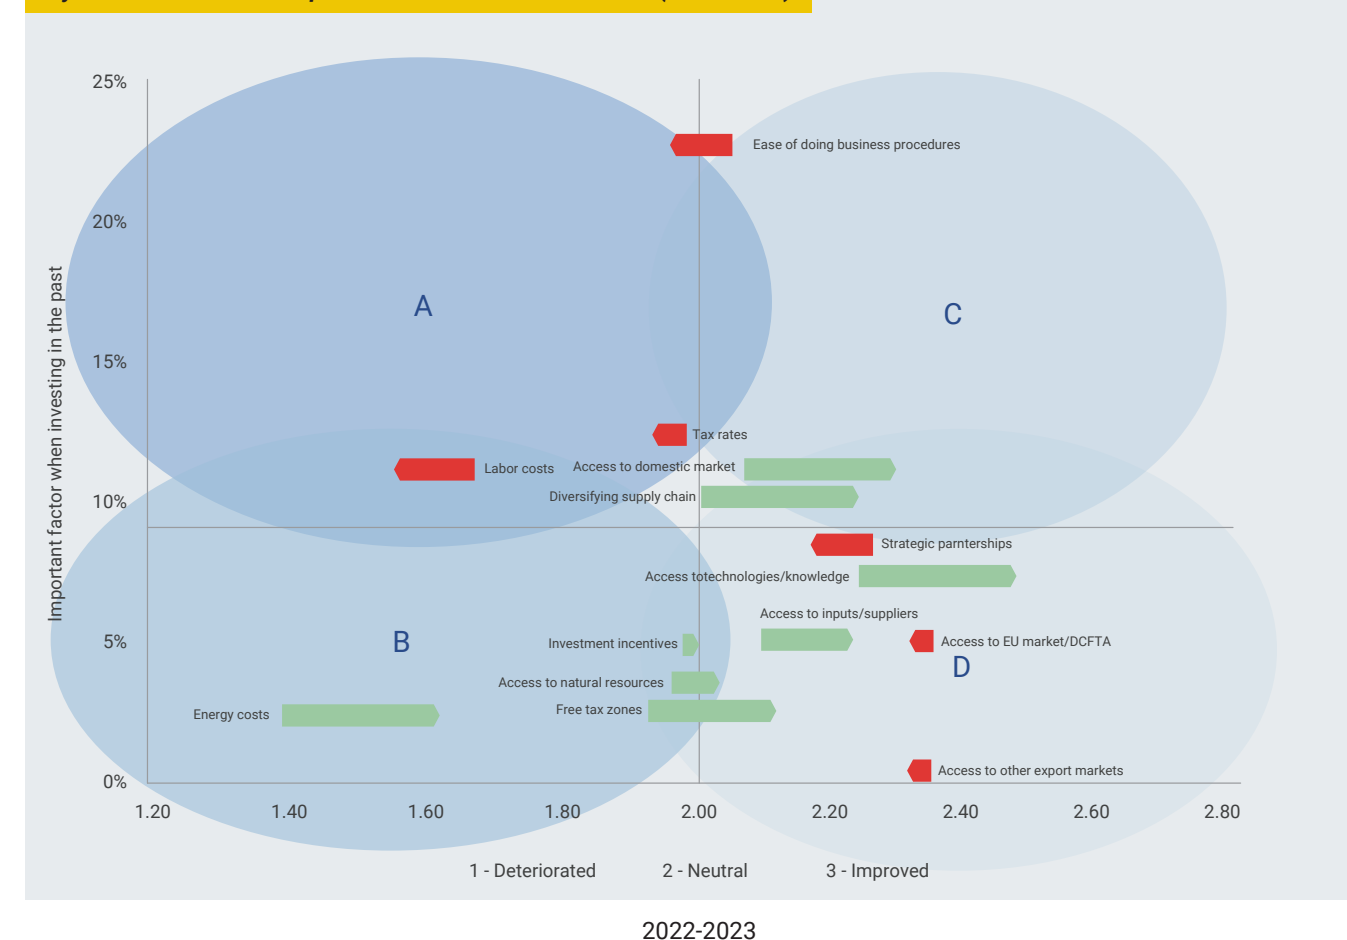 25%
Ease of doing business procedures
20%
A
C
15%
Tax rates
Labor costs
Access to domestic market
Diversifying supply chain
10%
Strategic parnterships
Access totechnologies/knowledge
Access to inputs/suppliers
5%
B
Investment incentives
Access to EU market/DCFTA
D
Access to natural resources
Free tax zones
Energy costs
0%
Access to other export markets
Important factor when investing in the past
1.20 1.40 1.60 1.80 2.00 2.20 2.40 2.60 2.80
1 - Deteriorated 2 - Neutral 3 - Improved
2022-2023